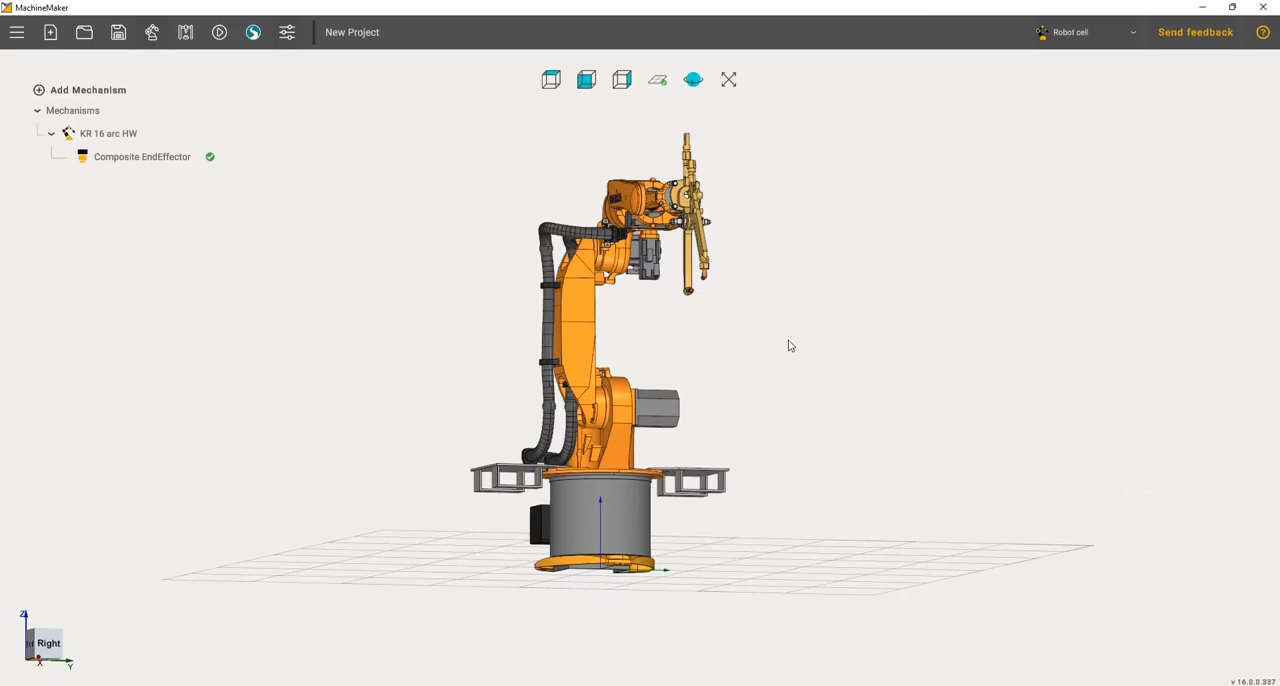 MachineMaker
New Project
Robot cell
Send feedback
?
Add Mechanism
Mechanisms
KR 16 arc HW
Composite EndEffector
Z
Right
X
Y
v 16.0.0.337